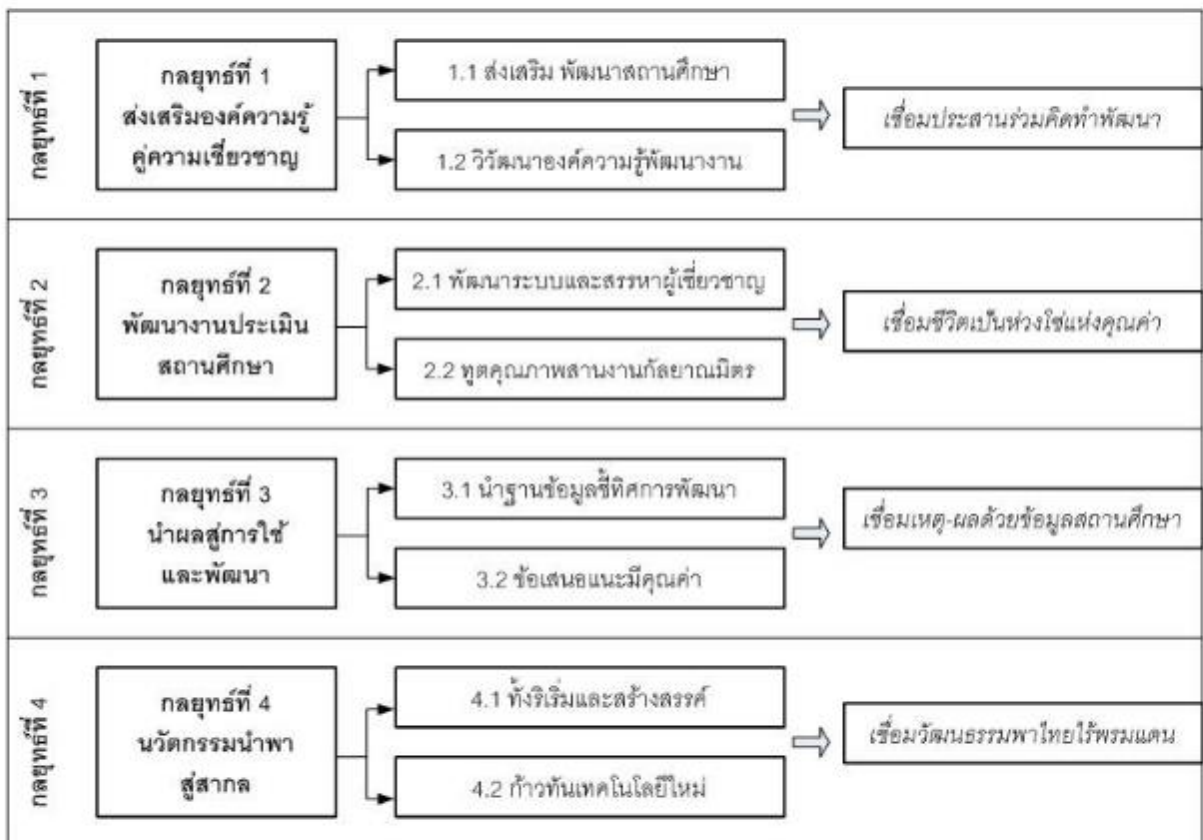 กลยุทธ์ที่ 1
กลยุทธ์ที่ 1
ส่งเสริมองค์ความรู้
คู่ความเชี่ยวชาญ
1.1 ส่งเสริม พัฒนาสถานศึกษา
1.2 วิวัฒนาองค์ความรู้พัฒนางาน
เชื่อมประสานร่วมคิดทำพัฒนา
กลยุทธ์ที่ 2
กลยุทธ์ที่ 2
พัฒนางานประเมิน
สถานศึกษา
2.1 พัฒนาระบบและสรรหาผู้เชี่ยวชาญ
2.2 ทูตคุณภาพสานงานกัลยาณมิตร
เชื่อมชีวิตเป็นห่วงโซ่แห่งคุณค่า
กลยุทธ์ที่ 3
กลยุทธ์ที่ 3
นำผลสู่การใช้
และพัฒนา
3.1 นำฐานข้อมูลชี้ทิศการพัฒนา
3.2 ข้อเสนอแนะมีคุณค่า
เชื่อมเหตุ-ผลด้วยข้อมูลสถานศึกษา
กลยุทธ์ที่ 4
กลยุทธ์ที่ 4
นวัตกรรมนำพา
สู่สากล
4.1 ทั้งริเริ่มและสร้างสรรค์
4.2 ก้าวทันเทคโนโลยีใหม่
เชื่อมวัฒนธรรมพาไทยไร้พรมแดน